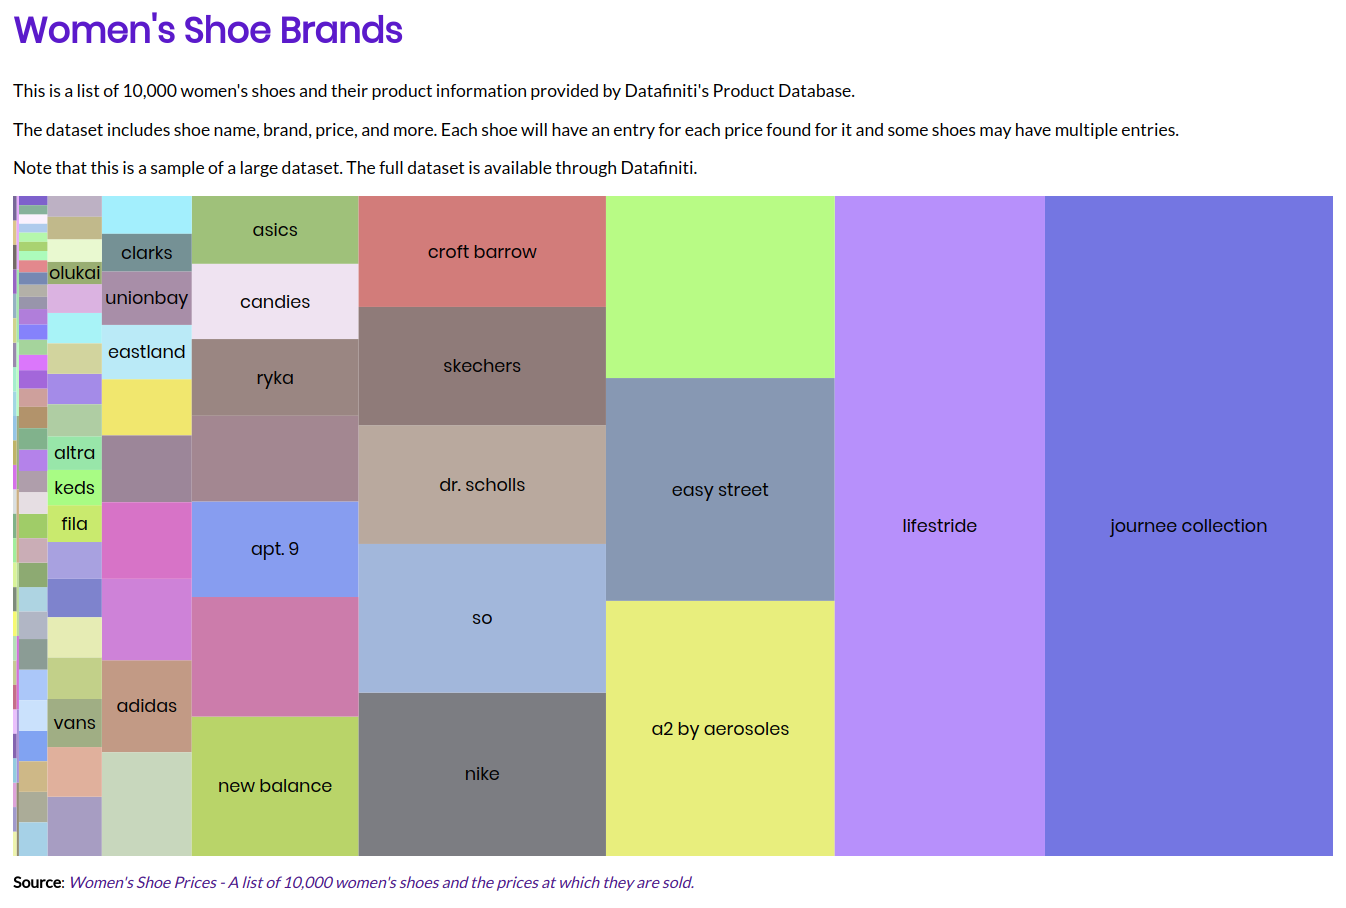 Women's Shoe Brands
This is a list of 10,000 women's shoes and their product information provided by Datafiniti's Product Database.
The dataset includes shoe name, brand, price, and more. Each shoe will have an entry for each price found for it and some shoes may have multiple entries.
Note that this is a sample of a large dataset. The full dataset is available through Datafiniti.
olukai
altra
keds
fila
vans
clarks
unionbay
eastland
adidas
asics
candies
ryka
apt. 9
new balance
croft barrow
skechers
dr. scholls
so
nike
easy street
a2 by aerosoles
lifestride
journee collection
Source: Women's Shoe Prices - A list of 10,000 women's shoes and the prices at which they are sold.